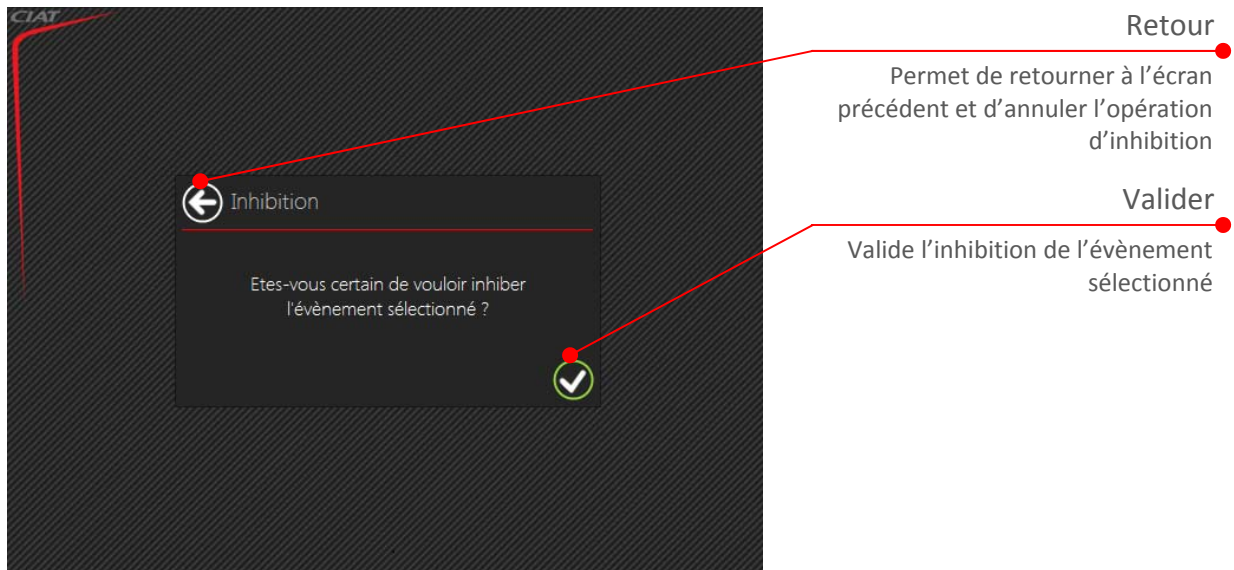 CIAT
Retour
Permet de retourner à l’écran
précédent et d’annuler l’opération
d’inhibition
Inhibition
Valider
Valide l’inhibition de l’évènement
sélectionné
Etes-vous certain de vouloir inhiber
l'évènement sélectionné ?